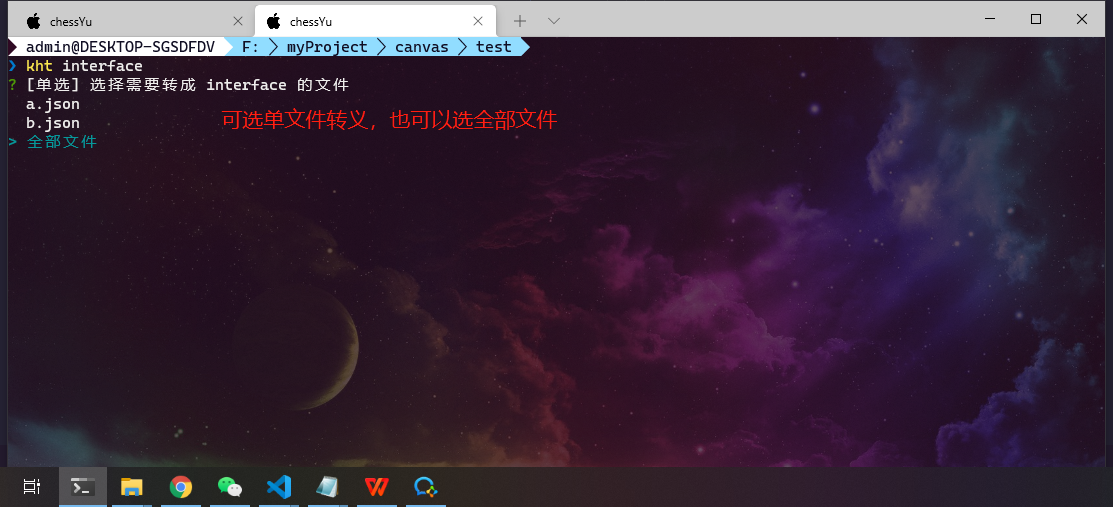 chessYu
chessYu
admin@DESKTOP-SGSDFDV F: myProject canvas test
❯ kht interface
? [单选] 选择需要转成 interface 的文件
a.json
b.json
可选单文件转义，也可以选全部文件
> 全部文件